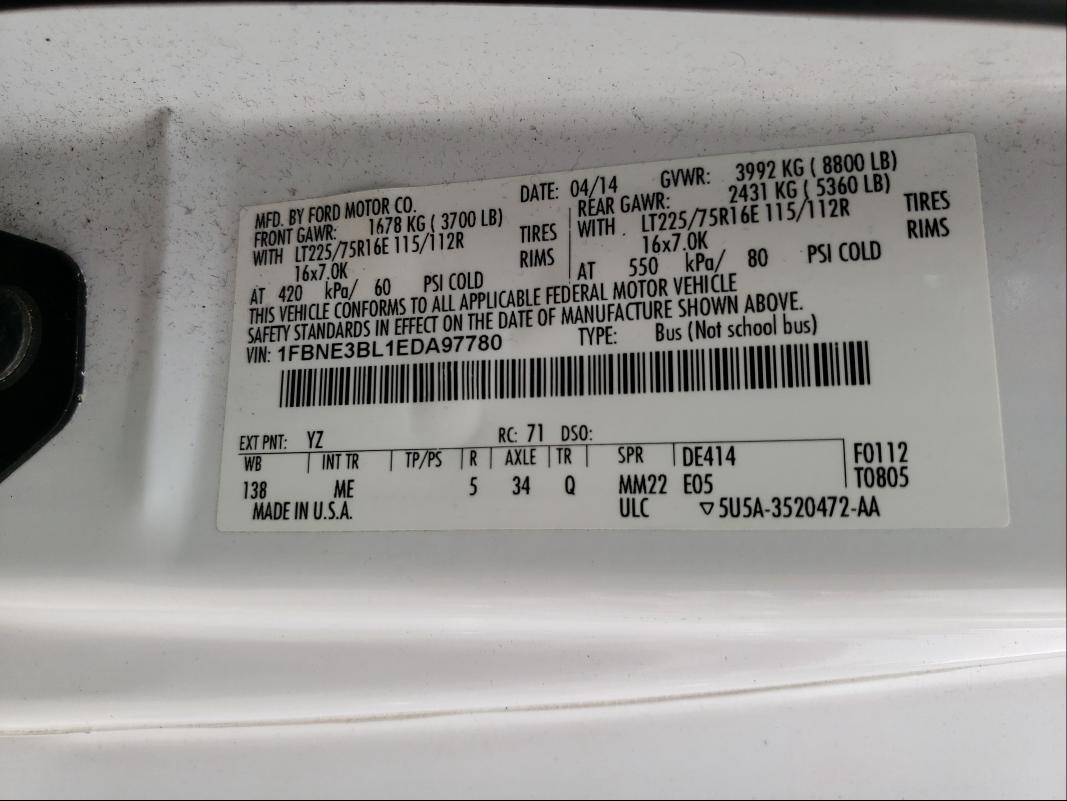 MFD. BY FORD MOTOR CO. DATE: 04/14 GVWR: 3992 KG ( 8800 LB)
FRONT GAWR: 1678 KG ( 3700 LB) REAR GAWR: 2431 KG ( 5360 LB)
WITH LT225/75R16E 115/112R TIRES WITH LT225/75R16E 115/112R TIRES
16x7.0K RIMS 16x7.0K RIMS
AT 420 kPa/ 60 PSI COLD AT 550 kPa/ 80 PSI COLD
THIS VEHICLE CONFORMS TO ALL APPLICABLE FEDERAL MOTOR VEHICLE
SAFETY STANDARDS IN EFFECT ON THE DATE OF MANUFACTURE SHOWN ABOVE.
VIN: 1FBNE3BL1EDA97780 TYPE: Bus (Not school bus)
EXT PNT: YZ RC: 71 DSO:
WB INT TR TP/PS R AXLE TR SPR DE414 F0112
138 ME 5 34 Q MM22 E05 T0805
MADE IN U.S.A. ULC ▽5U5A-3520472-AA